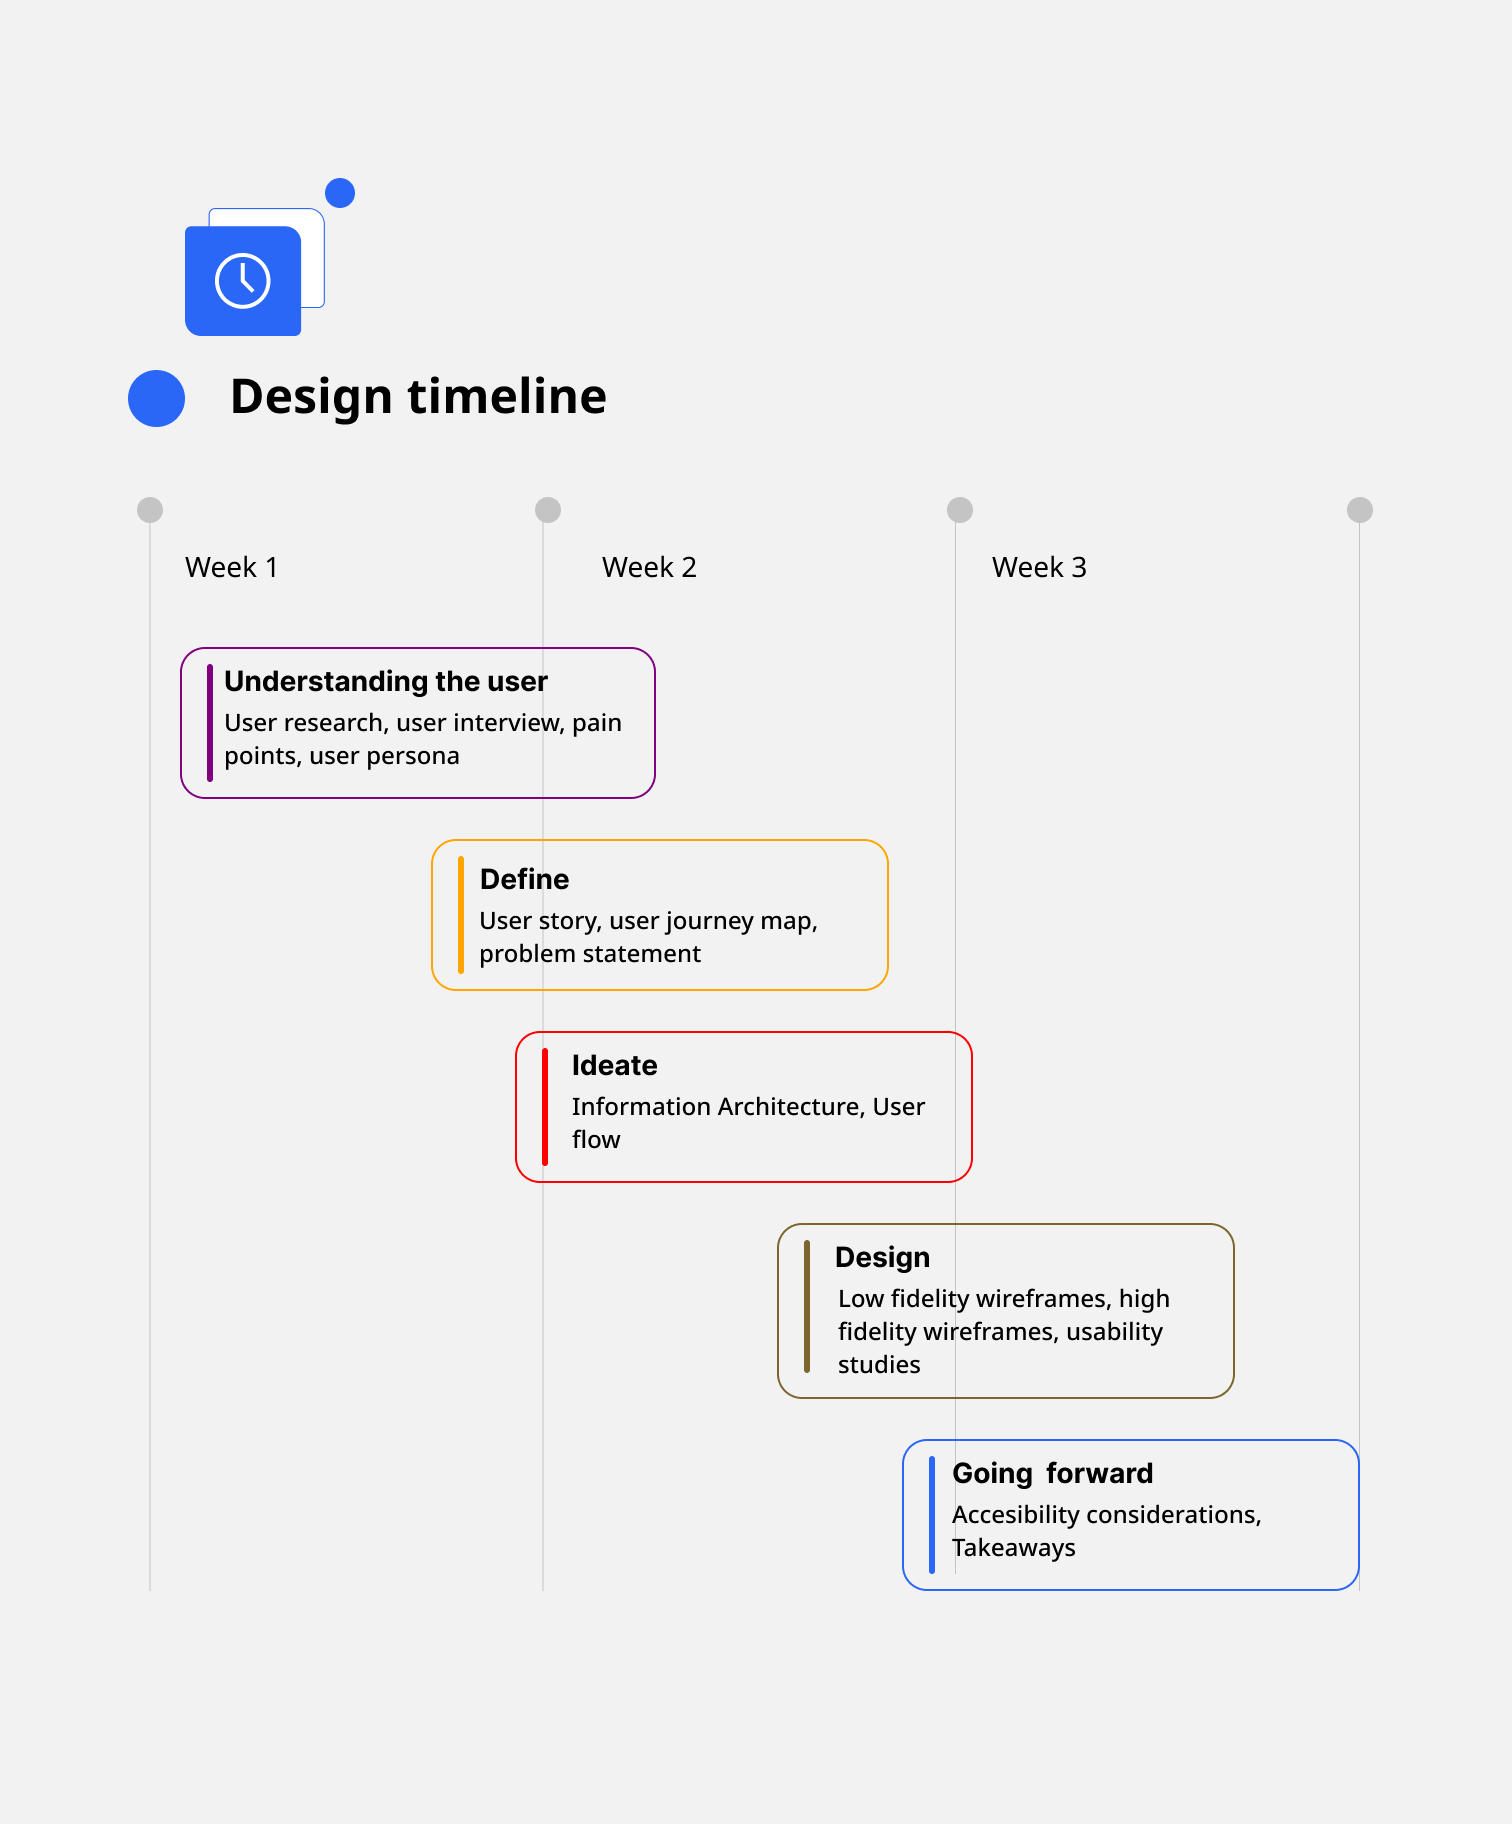 Design timeline
Week 1
Week 2
Week 3
Understanding the user
User research, user interview, pain
points, user persona
Define
User story, user journey map,
problem statement
Ideate
Information Architecture, User
flow
Design
Low fidelity wireframes, high
fidelity wireframes, usability
studies
Going forward
Accesibility considerations,
Takeaways